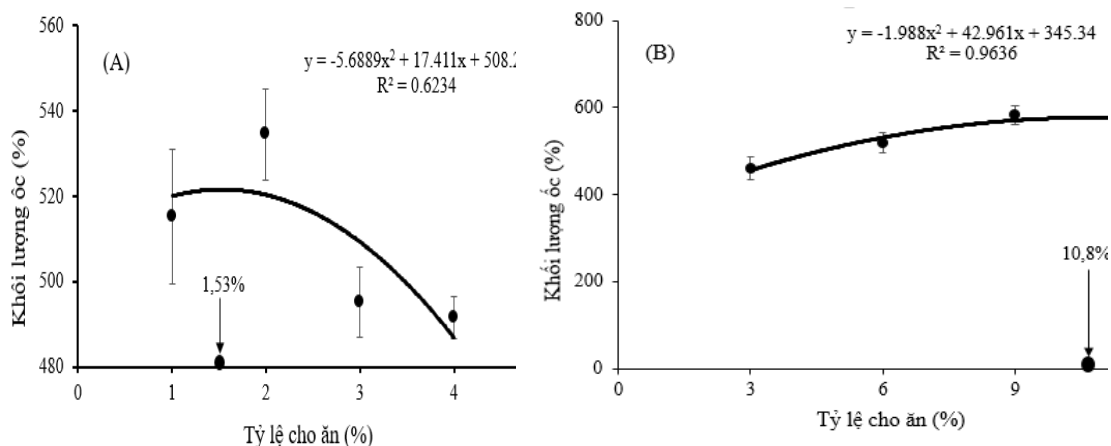 (A)
y = -5.6889x² + 17.411x + 508.2
R² = 0.6234
560
540
520
500
480
1,53%
0
1
2
3
4
Khôi lượng ôc (%)
Tỷ lệ cho ăn (%)
(B)
y = -1.988x² + 42.961x + 345.34
R² = 0.9636
800
600
400
200
0
10,8%
0
3
6
9
Khối lượng ốc (%)
Tỷ lệ cho ăn (%)